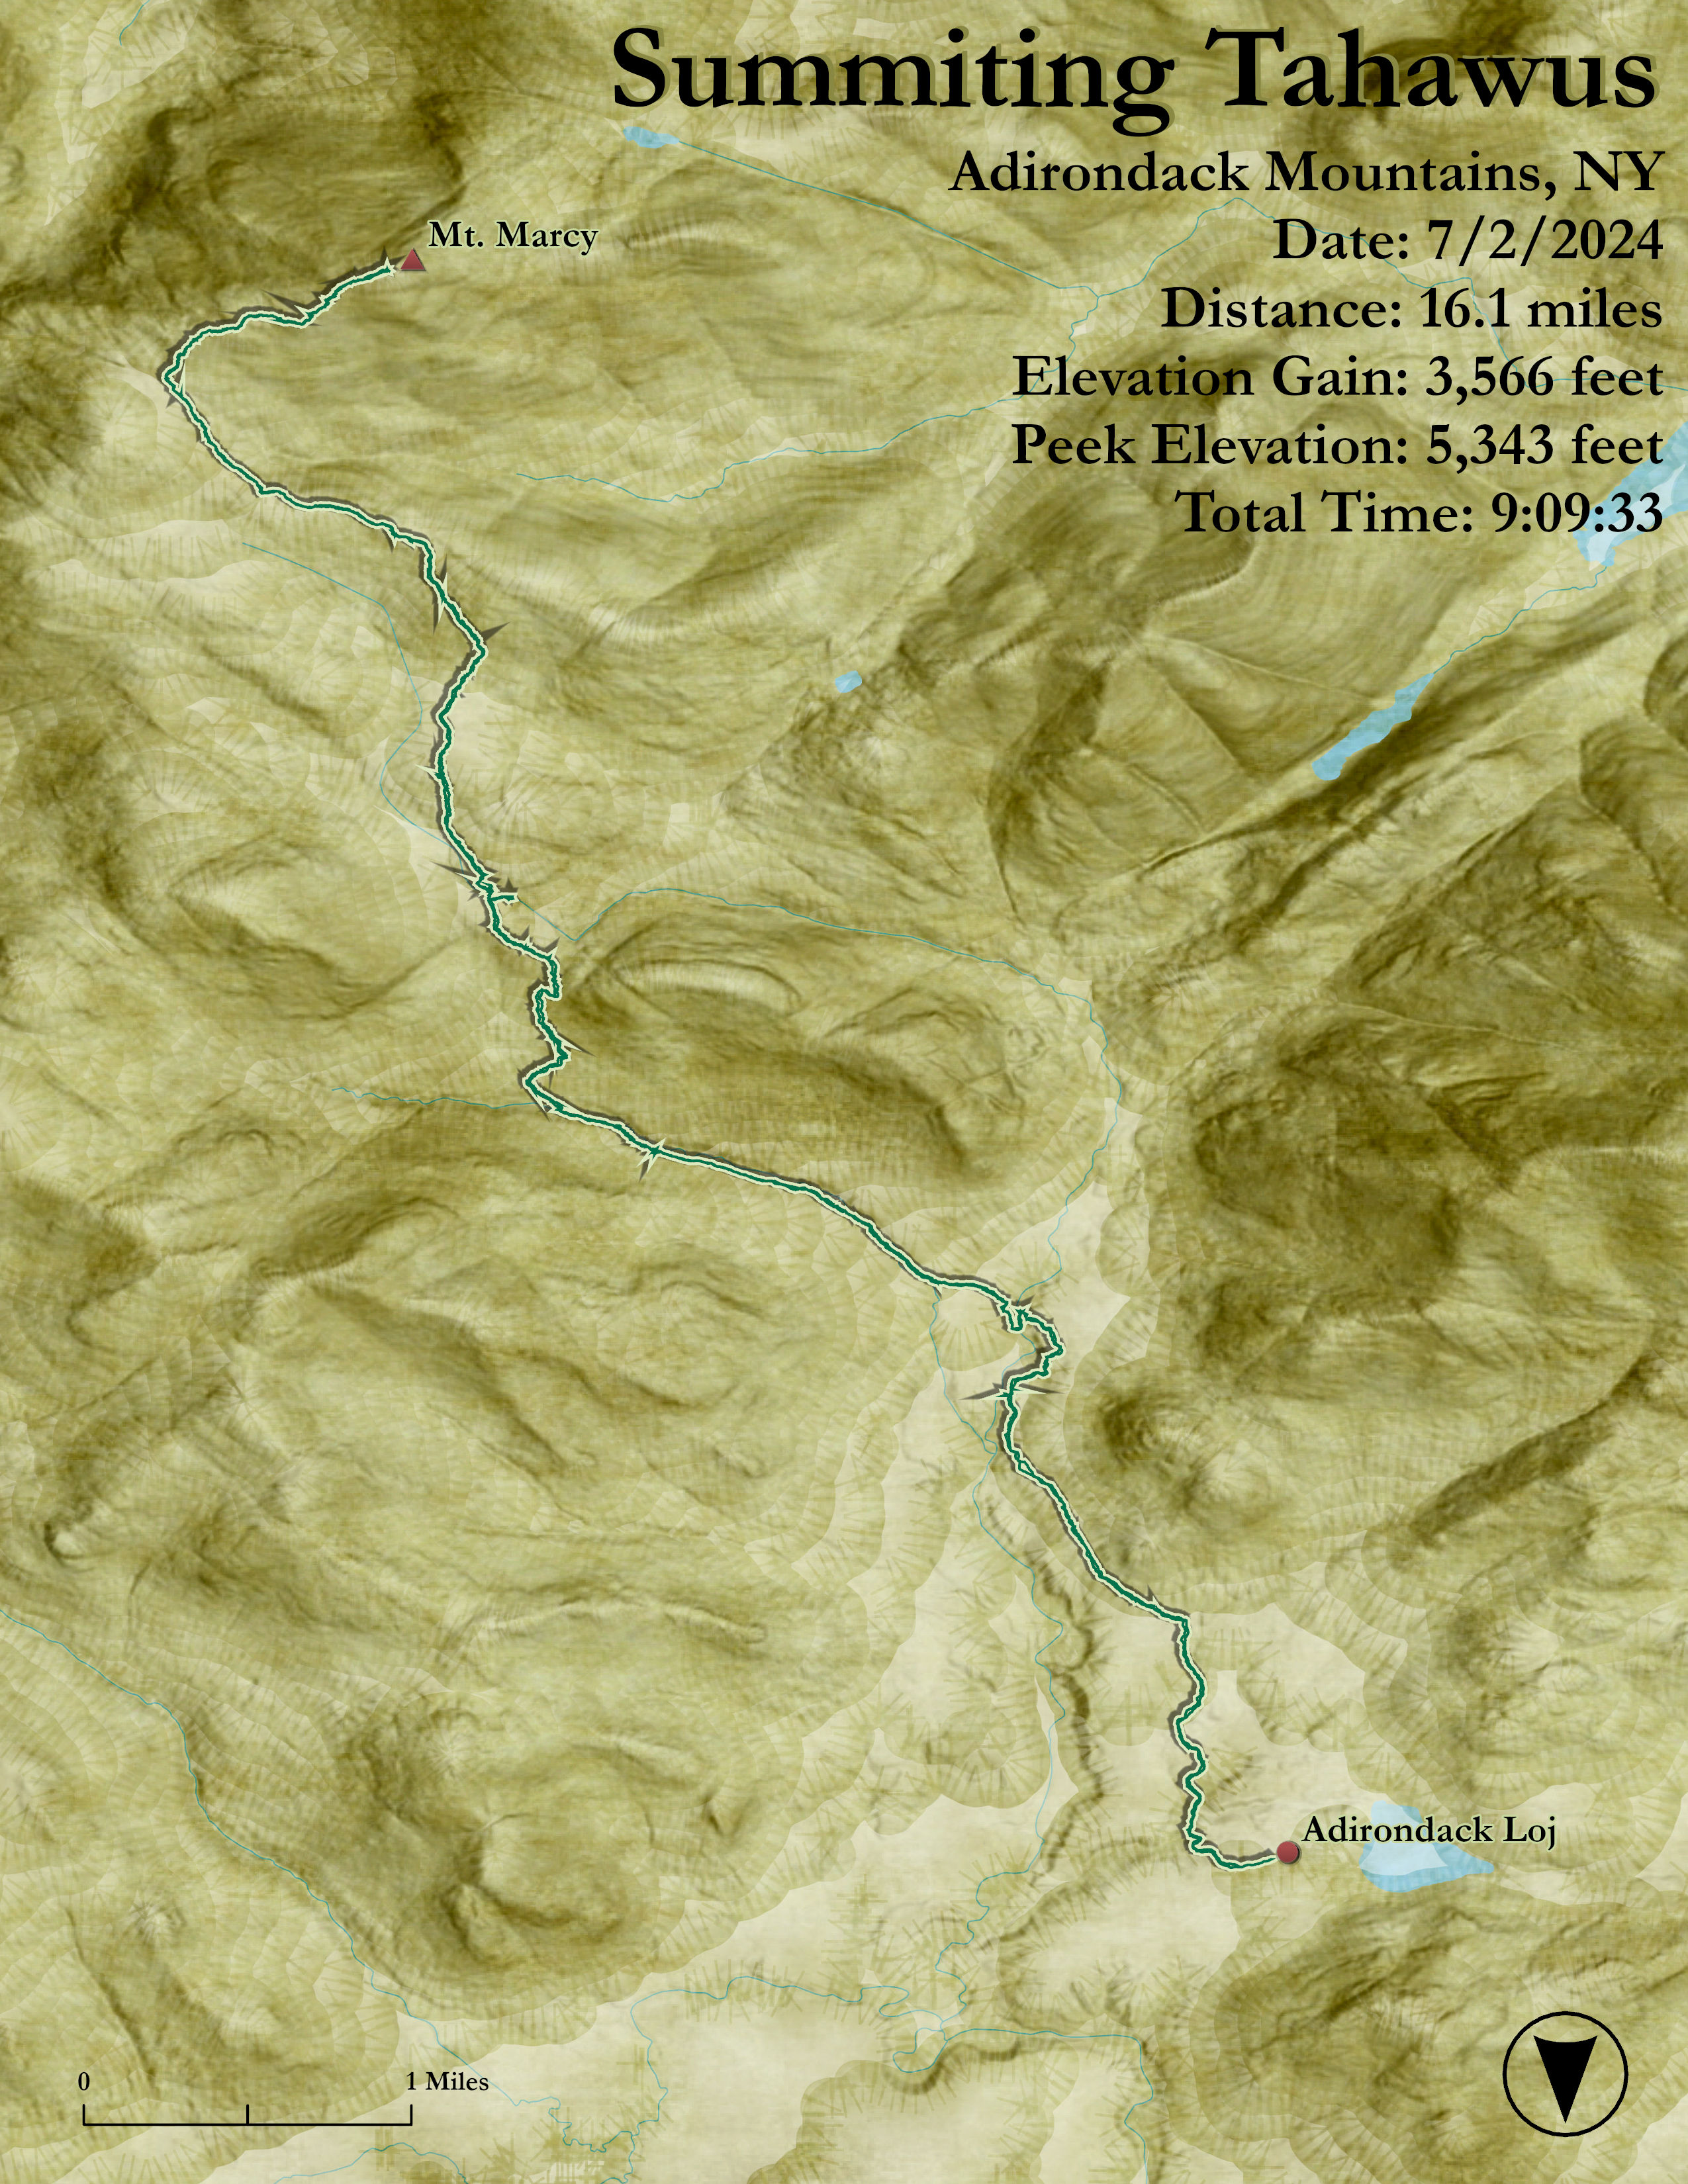 Summiting Tahawus
Adirondack Mountains, NY
Date: 7/2/2024
Distance: 16.1 miles
Elevation Gain: 3,566 feet
Peek Elevation: 5,343 feet
Total Time: 9:09:33
Mt. Marcy
Adirondack Loj
0 1 Miles